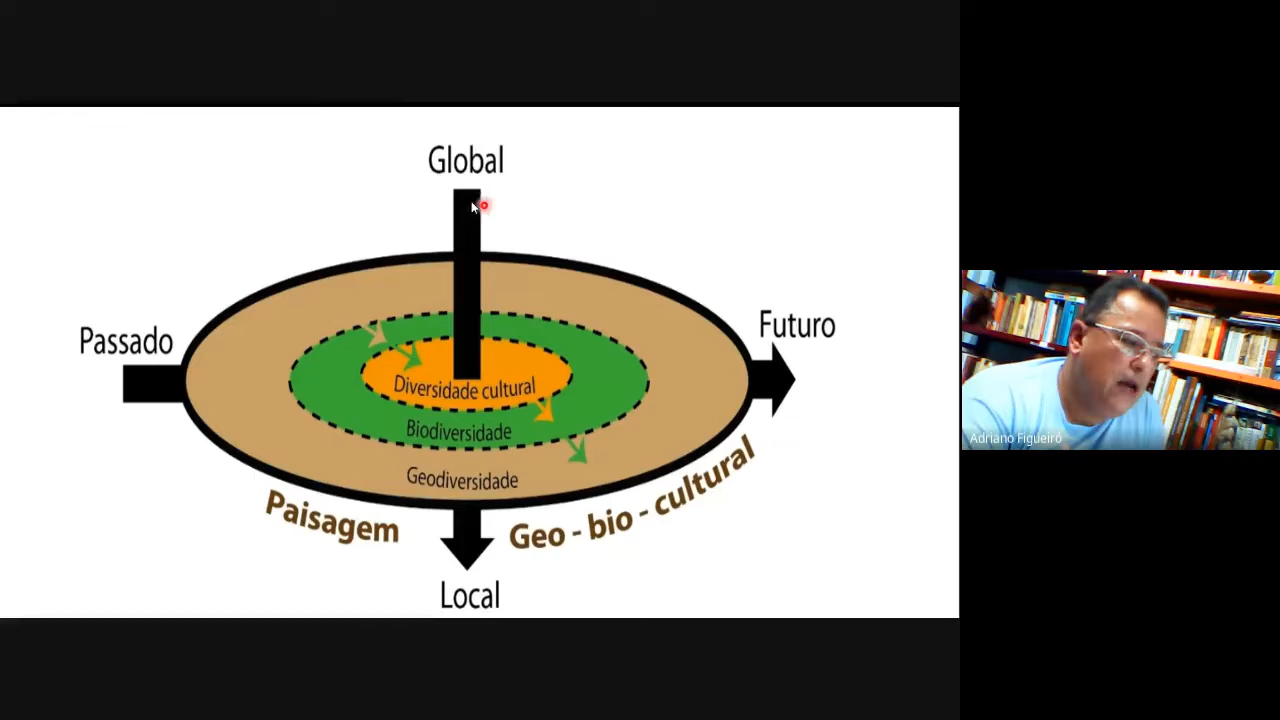 Global
Passado
Futuro
Diversidade cultural
Biodiversidade
Geodiversidade
Paisagem Geo - bio - cultural
Local
Adriano Figueiró